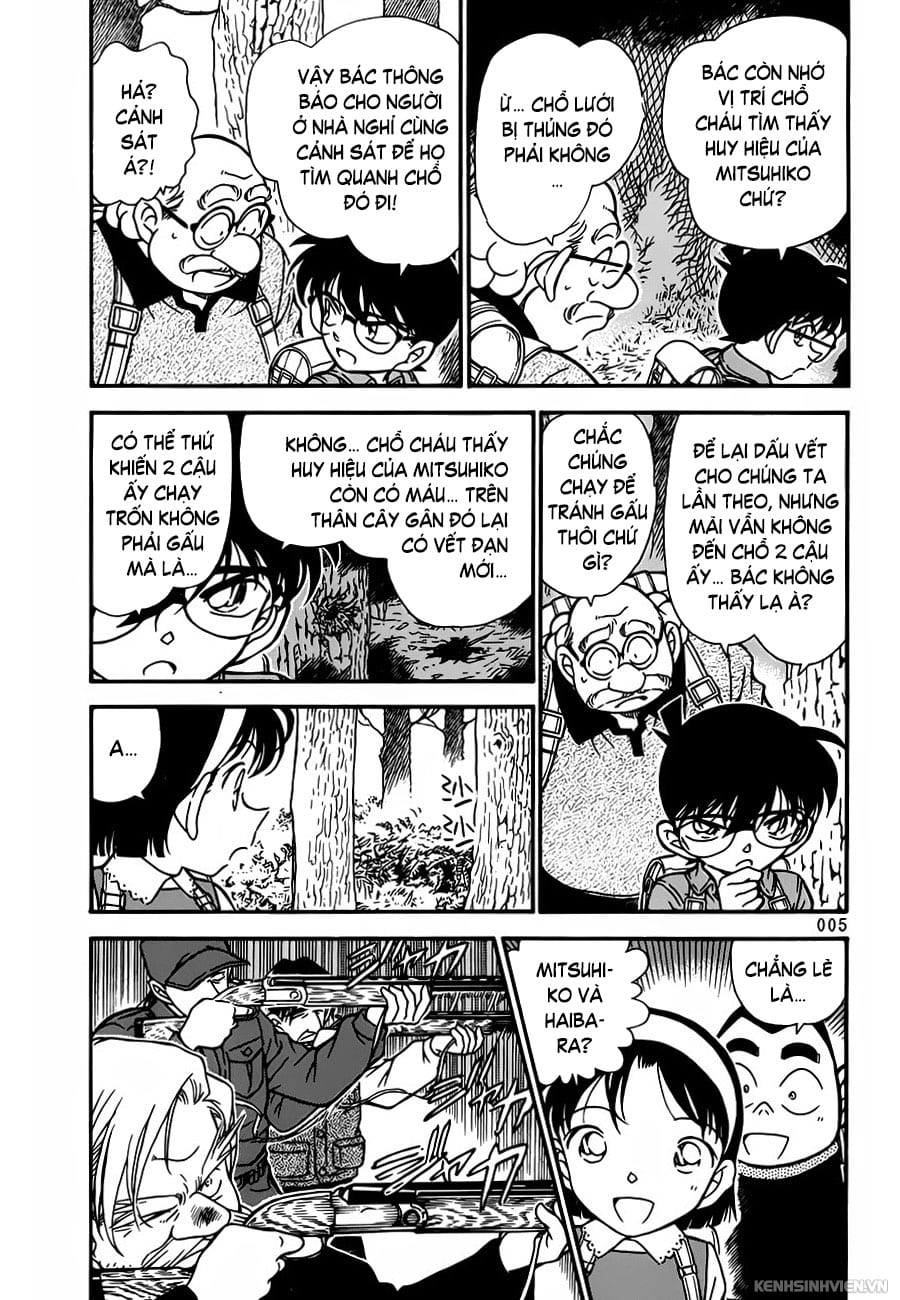 BÁC CÒN NHỚ
VỊ TRÍ CHỖ
CHÁU TÌM THẤY
HUY HIỆU CỦA
MITSUHIKO
CHỨ?
Ừ... CHỖ LƯỚI
BỊ THỦNG ĐÓ
PHẢI KHÔNG
...
VẬY BÁC THÔNG
BÁO CHO NGƯỜI
Ở NHÀ NGHỈ CÙNG
CẢNH SÁT ĐỂ HỌ
TÌM QUANH CHỖ
ĐÓ ĐI!
HẢ?
CẢNH
SÁT
Á?!
ĐỂ LẠI DẤU VẾT
CHO CHÚNG TA
LẦN THEO, NHƯNG
MÃI VẪN KHÔNG
ĐẾN CHỖ 2 CẬU
ẤY... BÁC KHÔNG
THẤY LẠ À?
CHẮC
CHÚNG
CHẠY ĐỂ
TRÁNH GẤU
THÔI CHỨ
GÌ?
KHÔNG... CHỖ CHÁU THẤY
HUY HIỆU CỦA MITSUHIKO
CÒN CÓ MÁU... TRÊN
THÂN CÂY GẦN ĐÓ LẠI
CÓ VẾT ĐẠN
MỚI...
CÓ THỂ THỨ
KHIẾN 2 CẬU
ẤY CHẠY
TRỐN KHÔNG
PHẢI GẤU
MÀ LÀ...
A...
005
CHẲNG LẼ
LÀ...
MITSUHI-
KO VÀ
HAIBA-
RA?
KENHSINHVIEN.VN